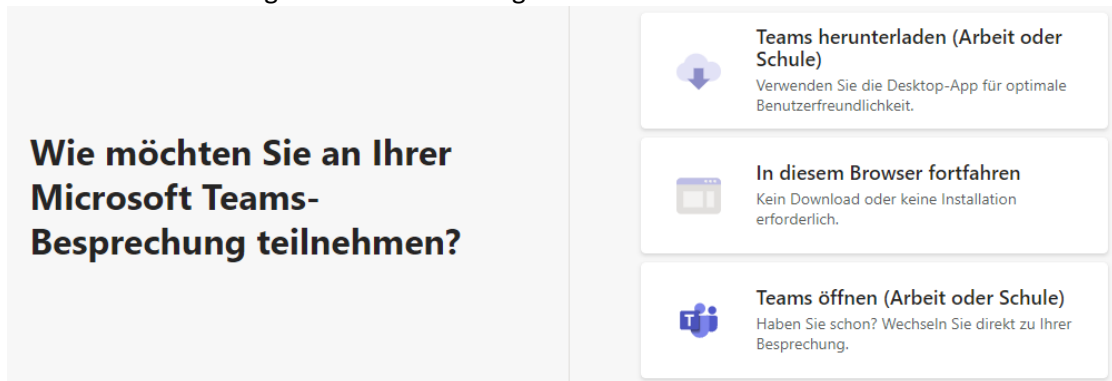 Wie möchten Sie an Ihrer
Microsoft Teams-
Besprechung teilnehmen?
Teams herunterladen (Arbeit oder
Schule)
Verwenden Sie die Desktop-App für optimale
Benutzerfreundlichkeit.
In diesem Browser fortfahren
Kein Download oder keine Installation
erforderlich.
Teams öffnen (Arbeit oder Schule)
Haben Sie schon? Wechseln Sie direkt zu Ihrer
Besprechung.